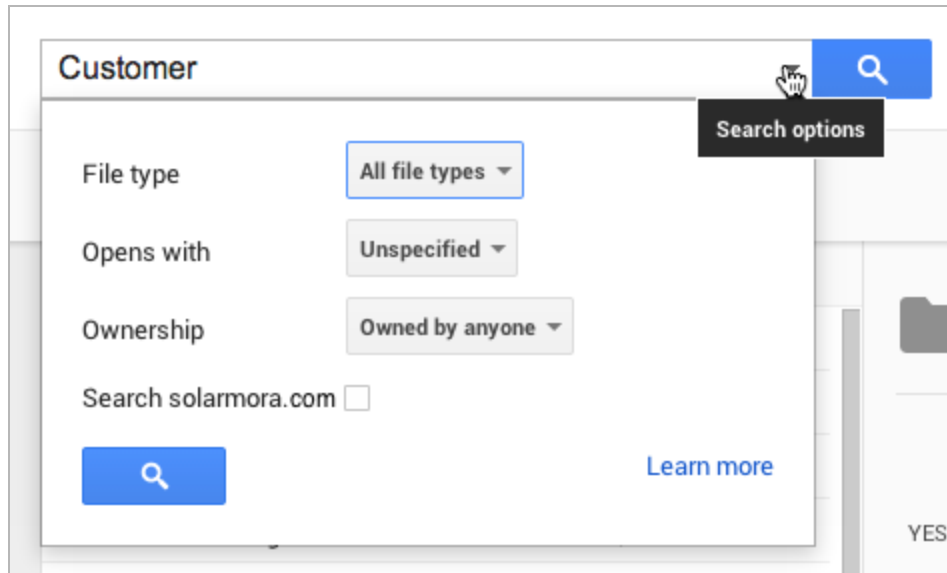 Customer
Search options
File type
All file types
Opens with
Unspecified
Ownership
Owned by anyone
Search solarmora.com
Learn more
YES